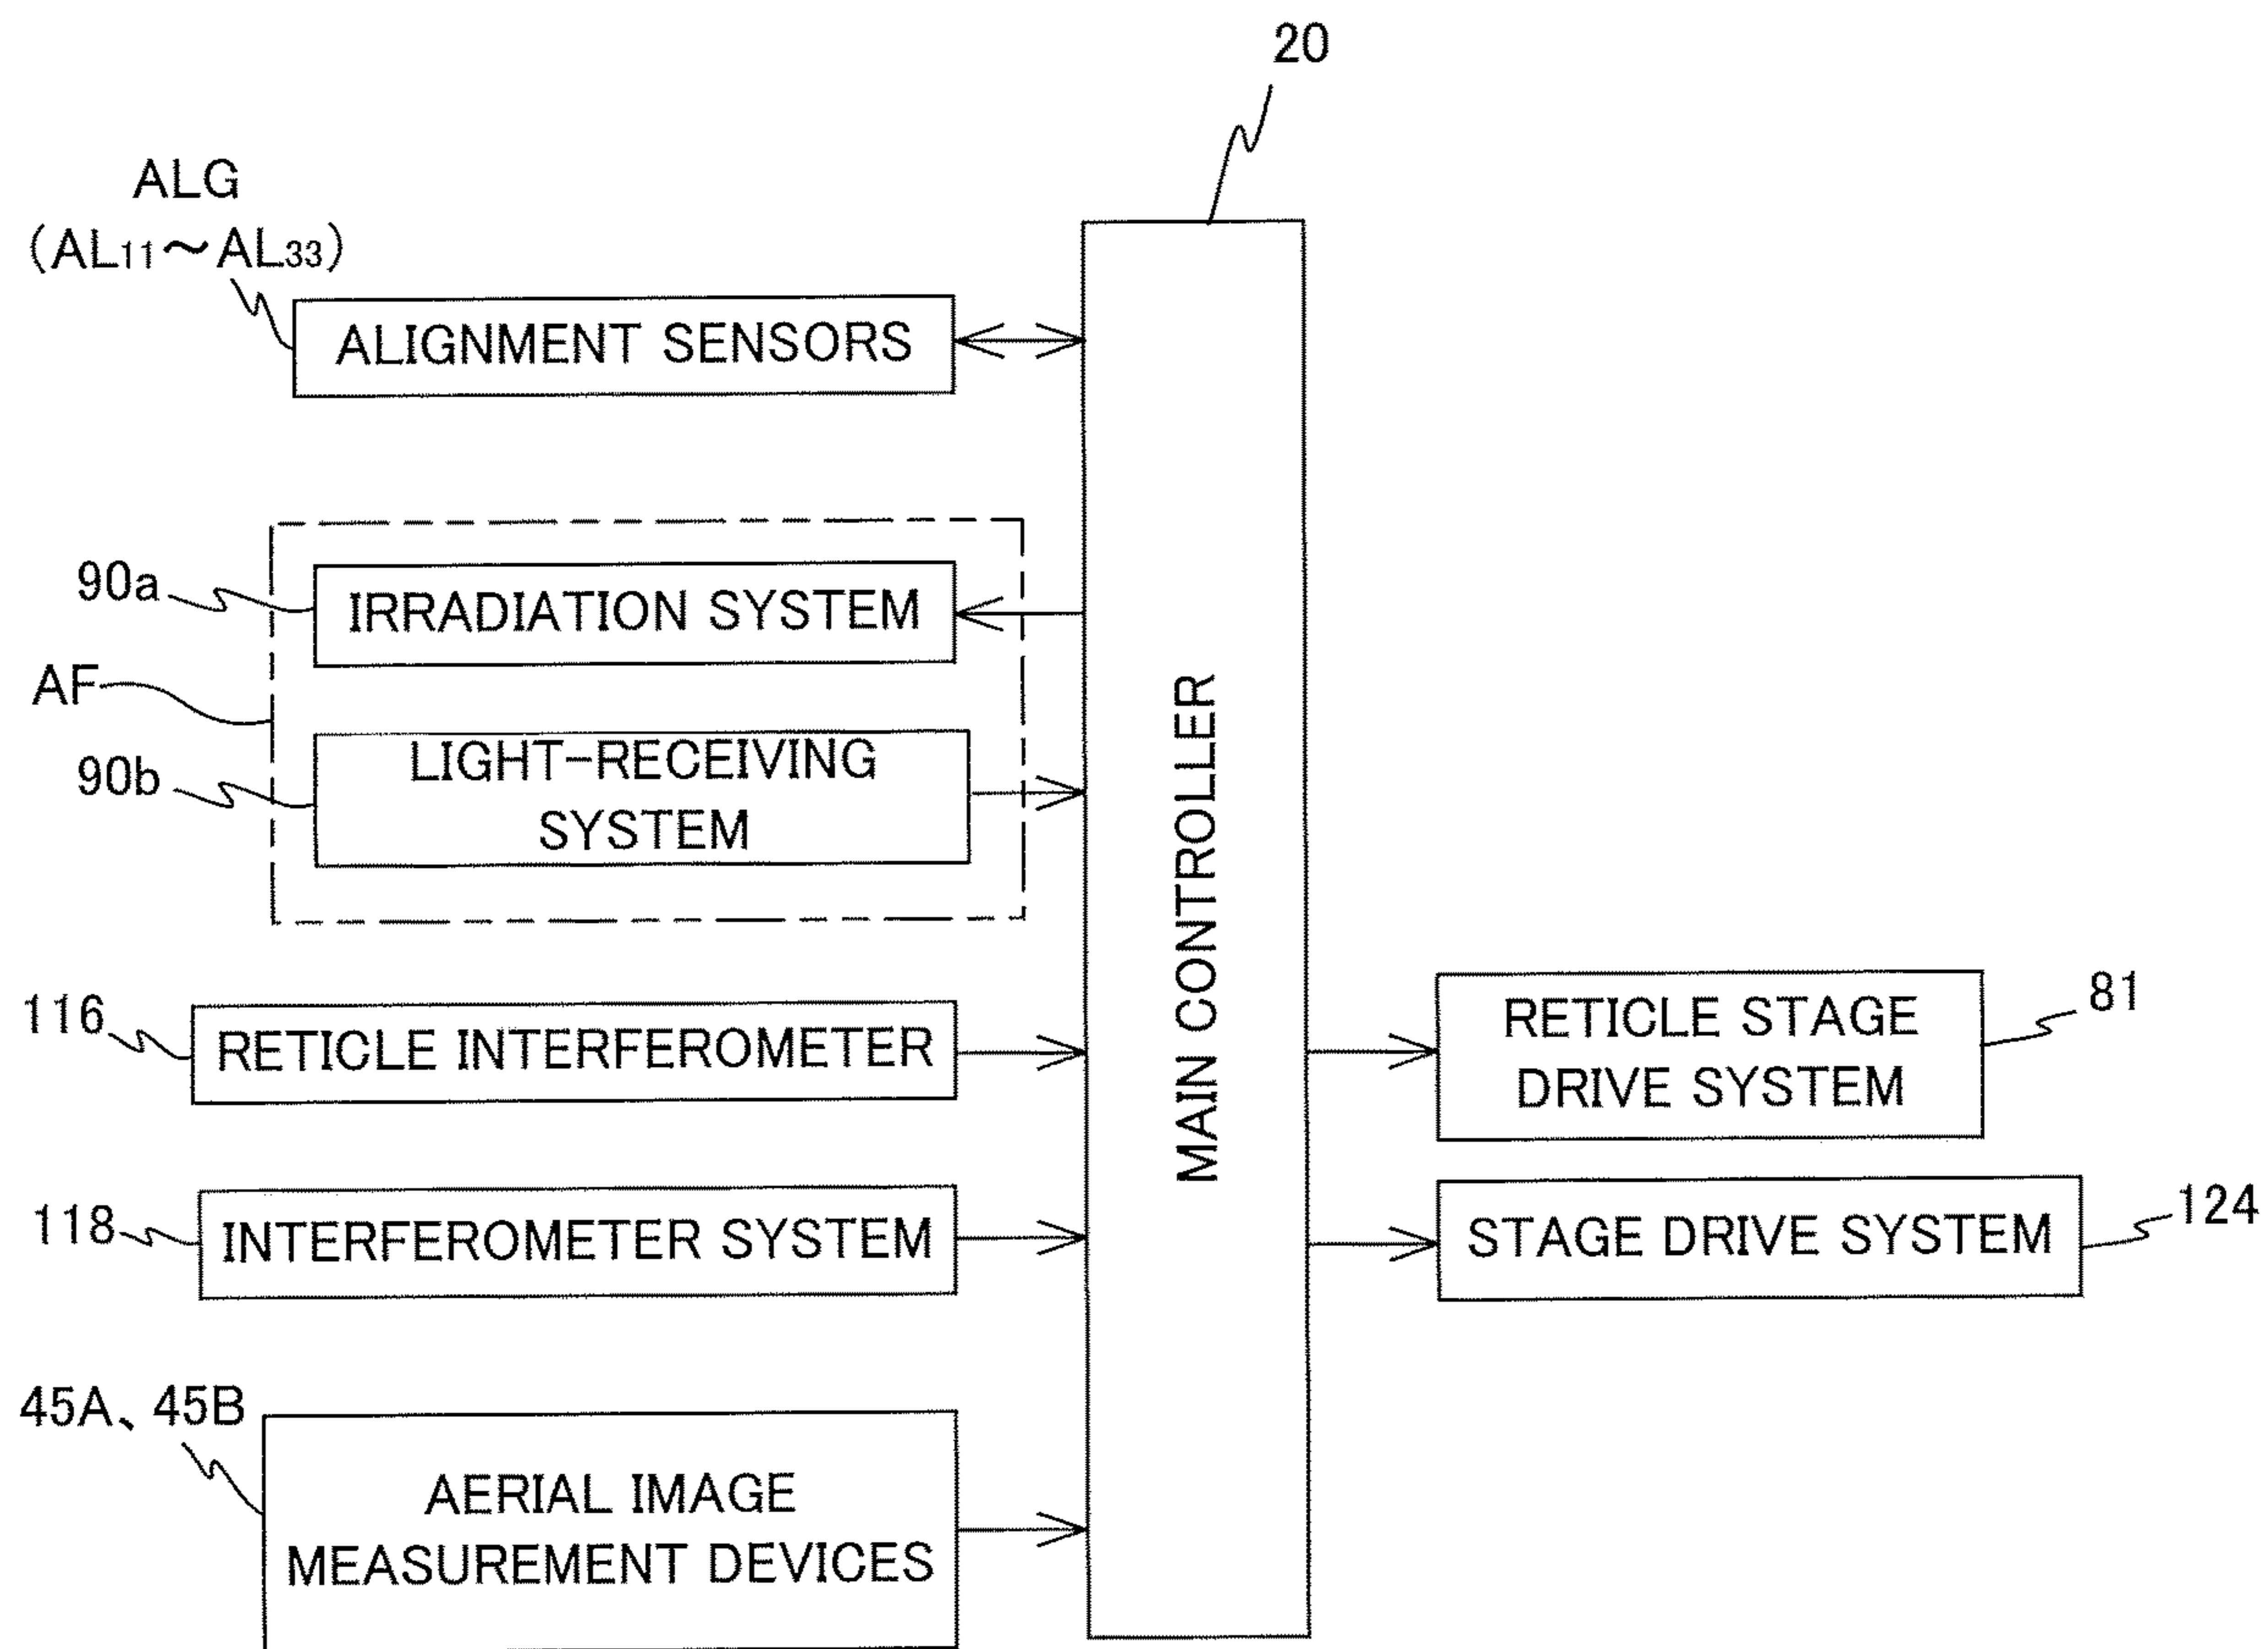 20
ALG
(AL11～AL33)
ALIGNMENT SENSORS
90a
IRRADIATION SYSTEM
AF
90b
LIGHT-RECEIVING
SYSTEM
MAIN CONTROLLER
116
RETICLE INTERFEROMETER
118
INTERFEROMETER SYSTEM
45A、45B
AERIAL IMAGE
MEASUREMENT DEVICES
RETICLE STAGE
DRIVE SYSTEM
81
STAGE DRIVE SYSTEM
124